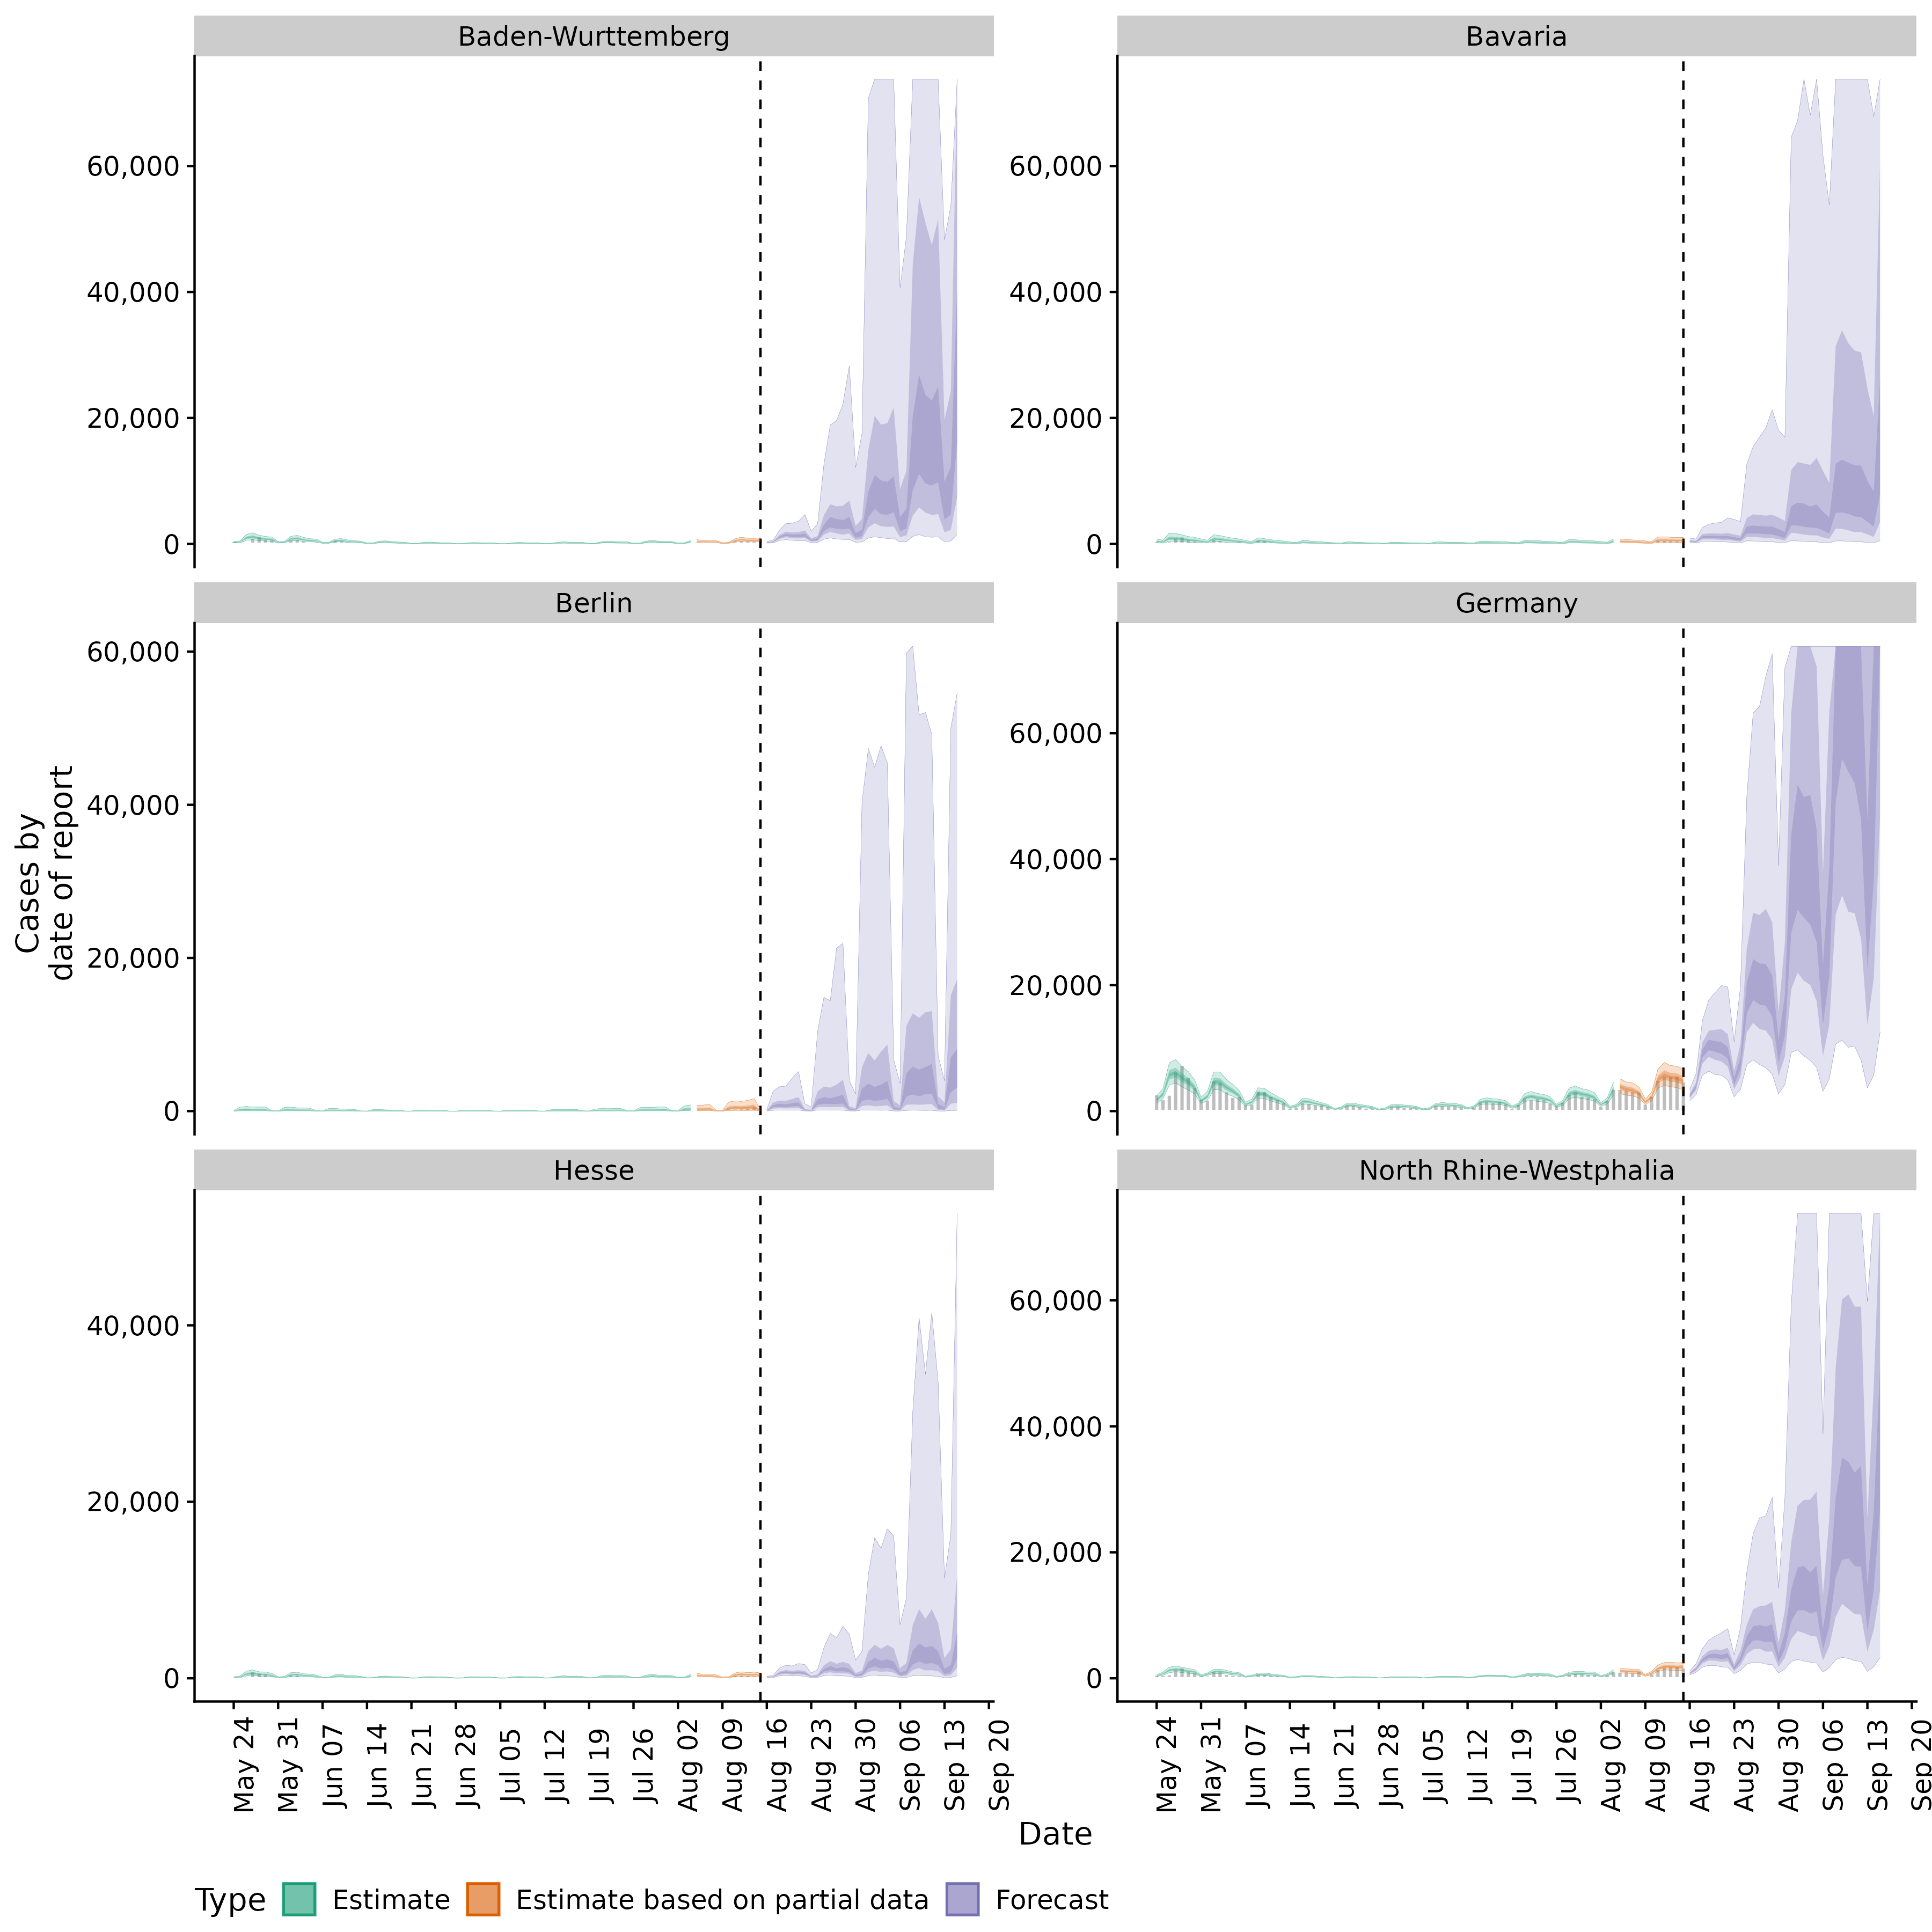 Baden-Wurttemberg
Bavaria
60,000
40,000
20,000
0
60,000
40,000
20,000
0
Berlin
Germany
60,000
40,000
20,000
0
60,000
40,000
20,000
0
Cases by
date of report
Hesse
North Rhine-Westphalia
40,000
20,000
0
60,000
40,000
20,000
0
May 24
May 31
Jun 07
Jun 14
Jun 21
Jun 28
Jul 05
Jul 12
Jul 19
Jul 26
Aug 02
Aug 09
Aug 16
Aug 23
Aug 30
Sep 06
Sep 13
Sep 20
May 24
May 31
Jun 07
Jun 14
Jun 21
Jun 28
Jul 05
Jul 12
Jul 19
Jul 26
Aug 02
Aug 09
Aug 16
Aug 23
Aug 30
Sep 06
Sep 13
Sep 20
Date
Type Estimate Estimate based on partial data Forecast